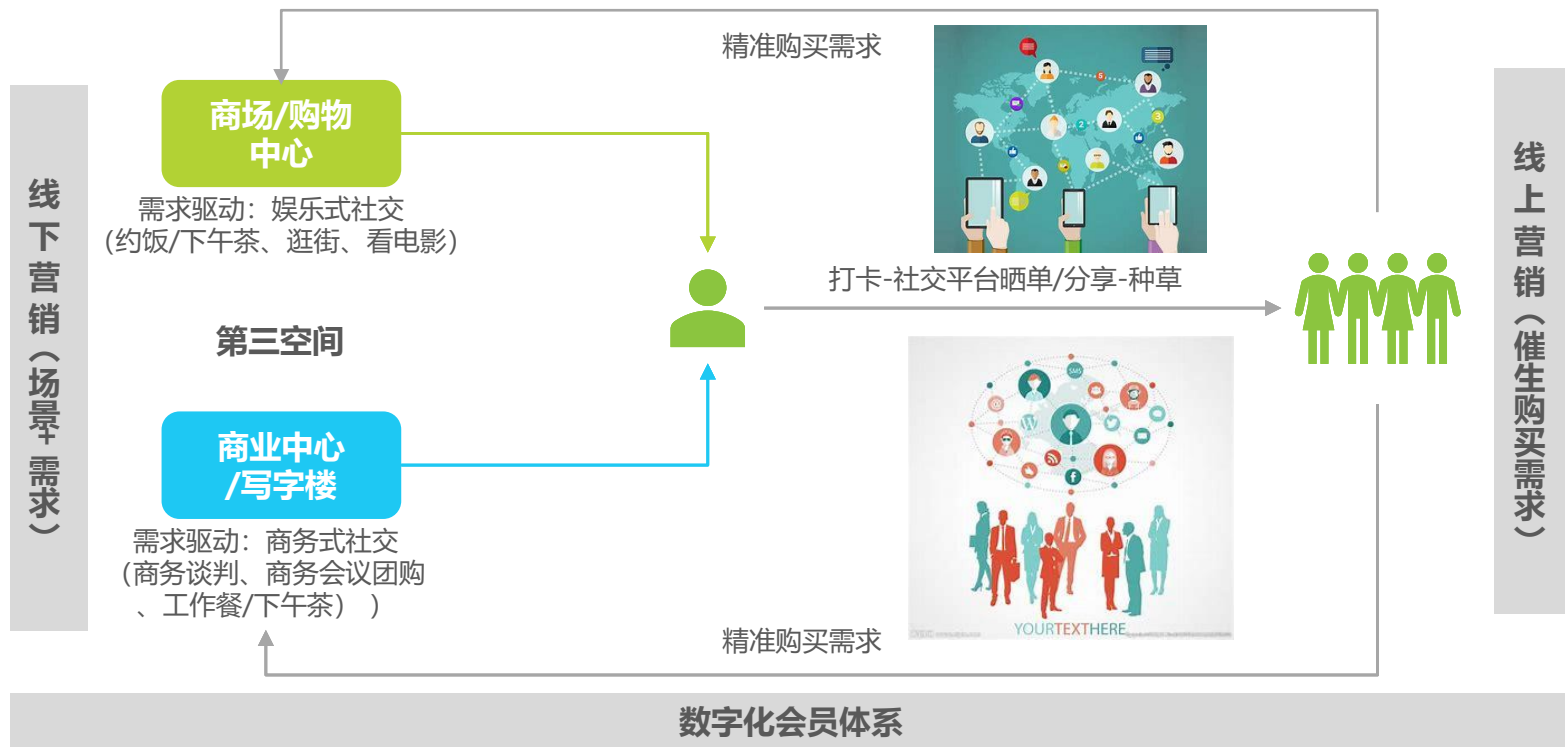 精准购买需求
商场/购物
中心
需求驱动：娱乐式社交
（约饭/下午茶、逛街、看电影）
线下营销（场景+需求）
第三空间
商业中心
/写字楼
需求驱动：商务式社交
（商务谈判、商务会议团购
、工作餐/下午茶））
5
2
3
打卡-社交平台晒单/分享-种草
SMS
YOURTEXTHERE
精准购买需求
线上营销（催生购买需求）
数字化会员体系